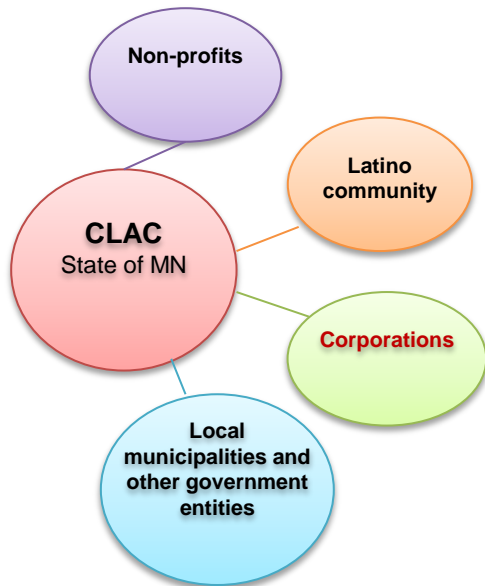 Non-profits
Latino
community
CLAC
State of MN
Corporations
Local
municipalities and
other government
entities